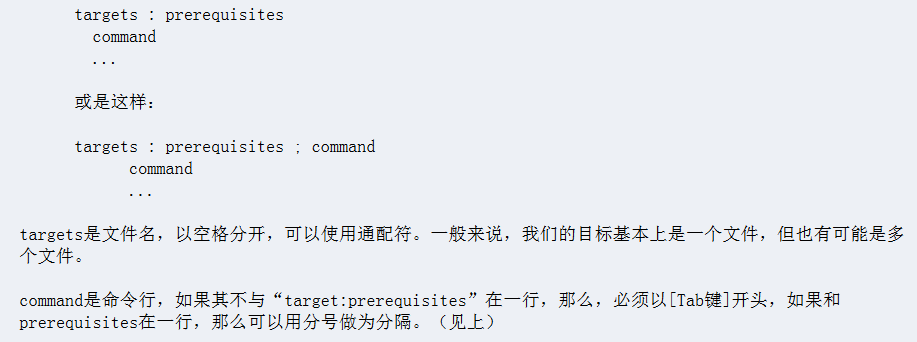 targets : prerequisites
command
...
或是这样：
targets : prerequisites ; command
command
...
targets是文件名，以空格分开，可以使用通配符。一般来说，我们的目标基本上是一个文件，但也有可能是多
个文件。
command是命令行，如果其不与“target:prerequisites”在一行，那么，必须以[Tab键]开头，如果和
prerequisites在一行，那么可以用分号做为分隔。（见上）